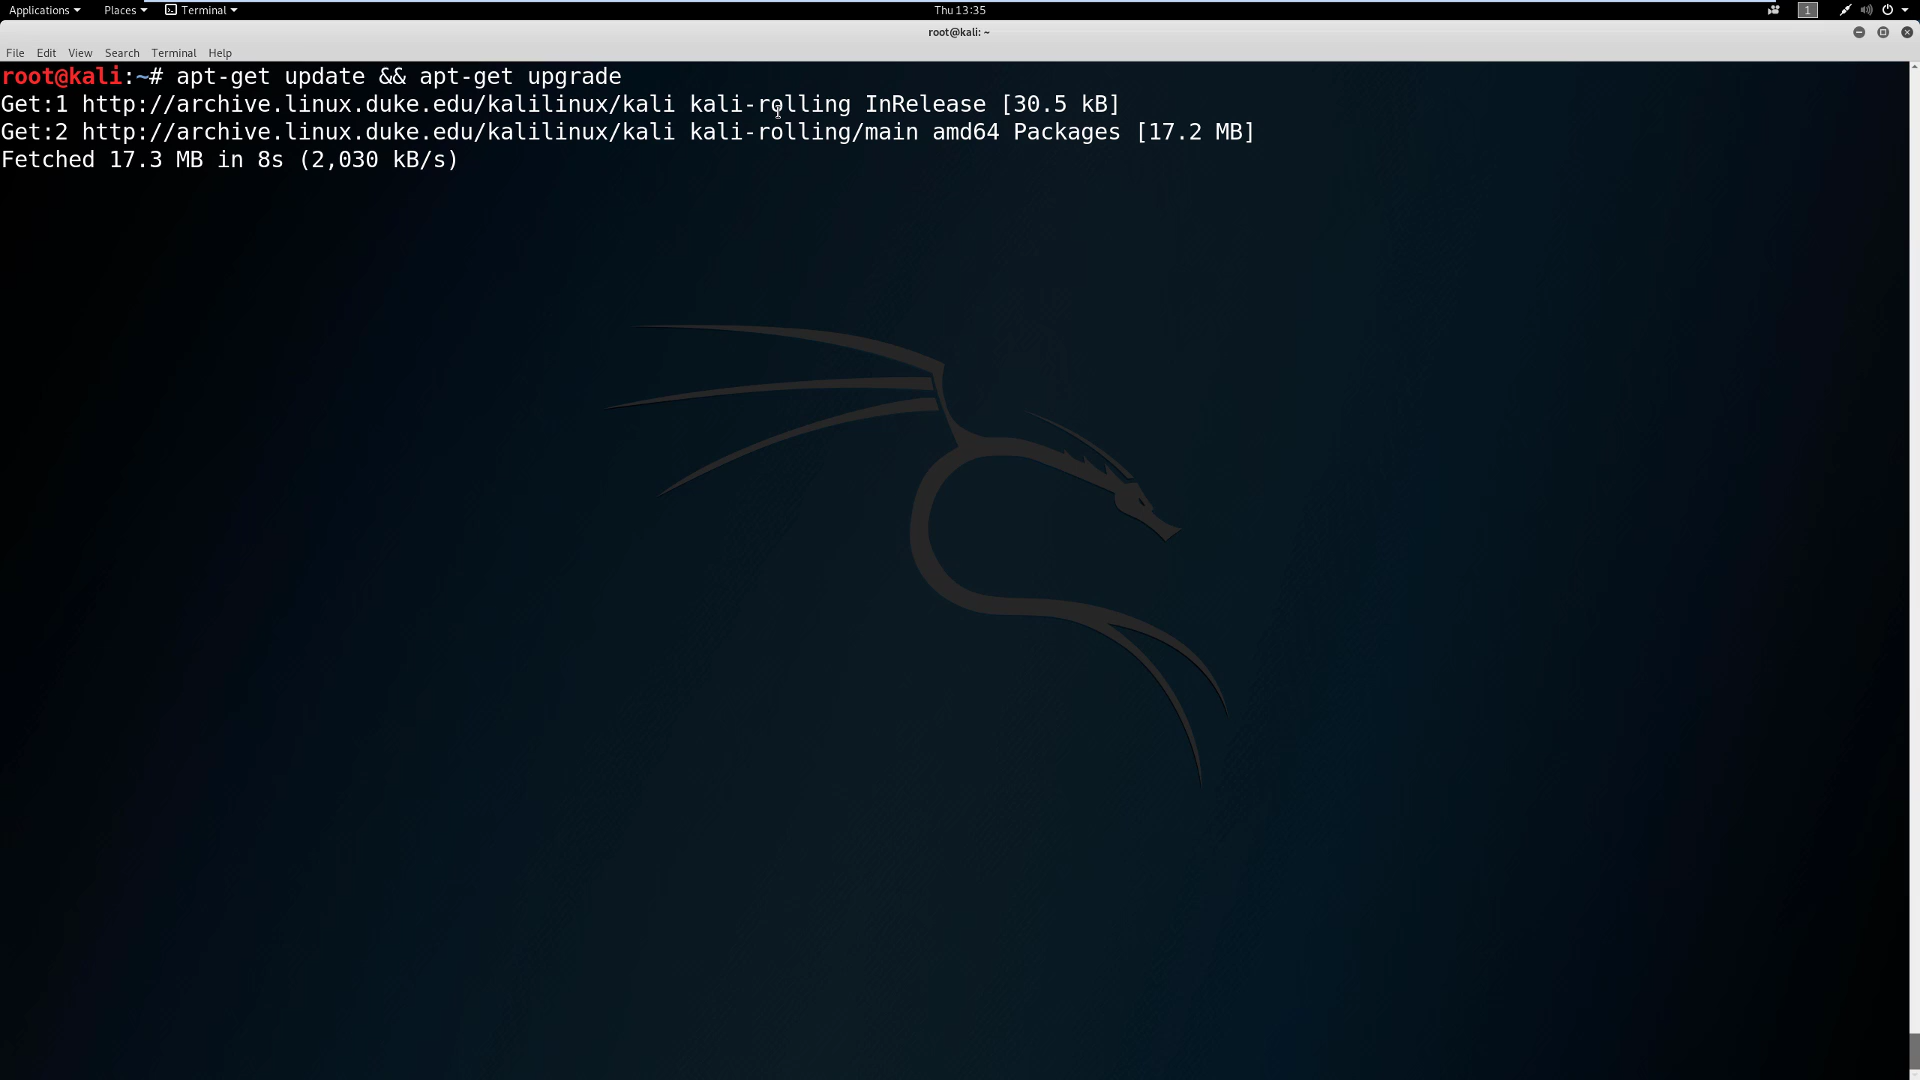 Applications Places Terminal Thu 13:35 1
root@kali: ~
File Edit View Search Terminal Help
root@kali:~# apt-get update && apt-get upgrade
Get:1 http://archive.linux.duke.edu/kalilinux/kali kali-rolling InRelease [30.5 kB]
Get:2 http://archive.linux.duke.edu/kalilinux/kali kali-rolling/main amd64 Packages [17.2 MB]
Fetched 17.3 MB in 8s (2,030 kB/s)